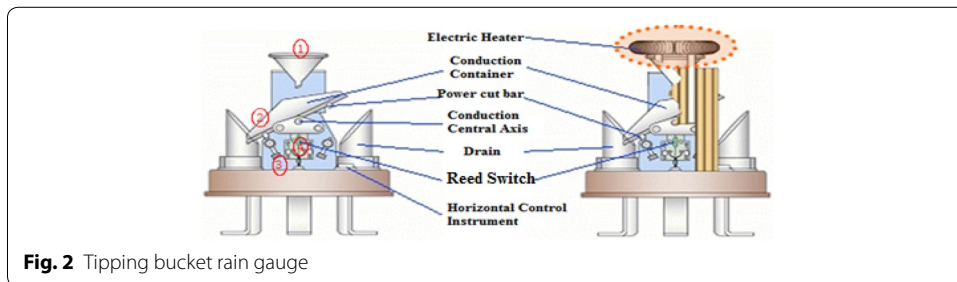 Electric Heater
Conduction
Container
Power cut bar
Conduction
Central Axis
Drain
Reed Switch
Horizontal Control
Instrument
1
2
3
Fig. 2 Tipping bucket rain gauge